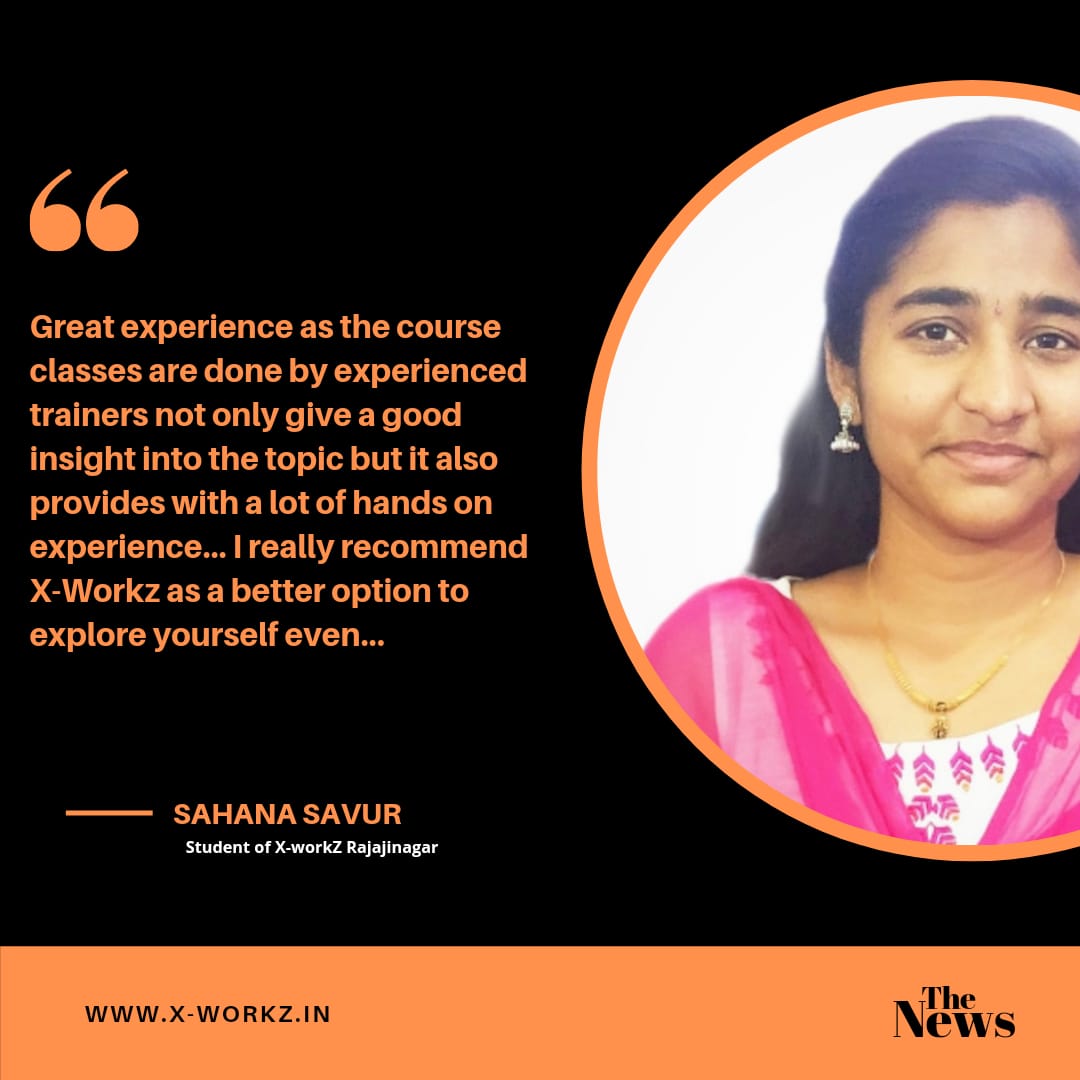 Great experience as the course
classes are done by experienced
trainers not only give a good
insight into the topic but it also
provides with a lot of hands on
experience... I really recommend
X-Workz as a better option to
explore yourself even...
SAHANA SAVUR
Student of X-workZ Rajajinagar
WWW.X-WORKZ.IN
The
News